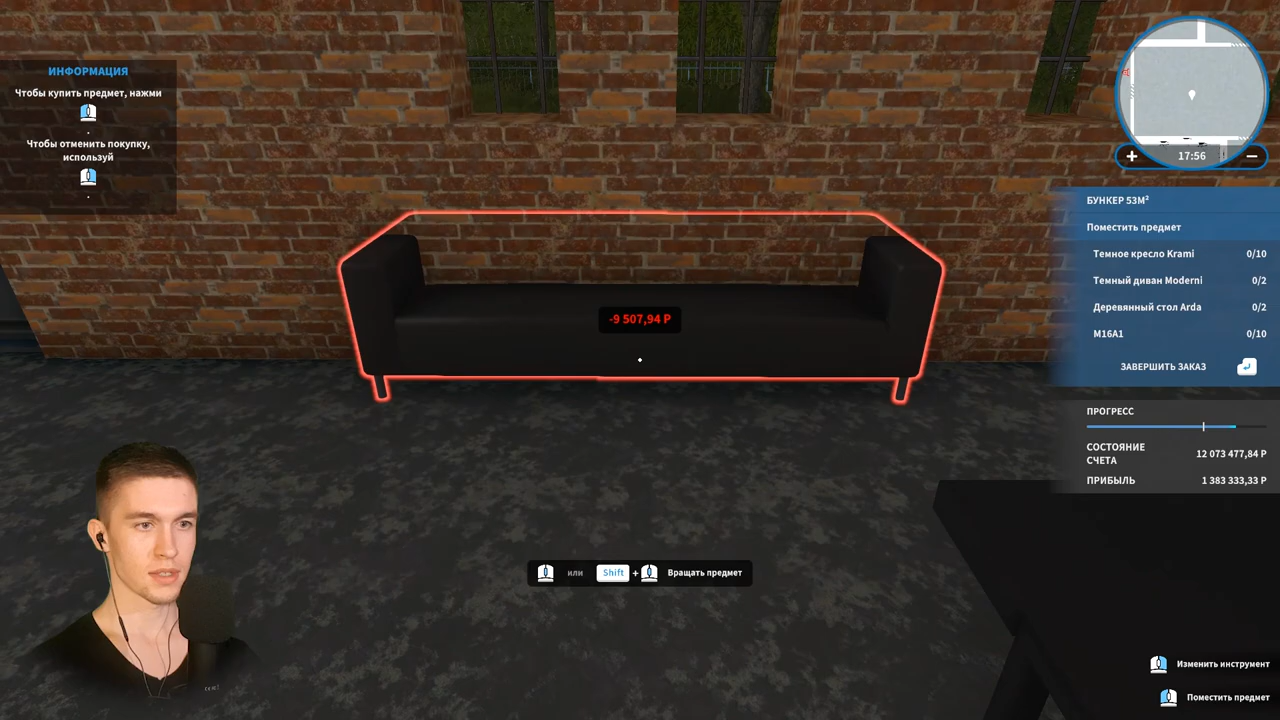 ИНФОРМАЦИЯ
Чтобы купить предмет, нажми
.
Чтобы отменить покупку,
используй
.
17:56
БУНКЕР 53М²
Поместить предмет
Темное кресло Krami 0/10
Темный диван Moderni 0/2
Деревянный стол Arda 0/2
M16A1 0/10
ЗАВЕРШИТЬ ЗАКАЗ
-9 507,94 Р
ПРОГРЕСС
СОСТОЯНИЕ
СЧЕТА 12 073 477,84 Р
ПРИБЫЛЬ 1 383 333,33 Р
или Shift + Вращать предмет
Изменить инструмент
Поместить предмет